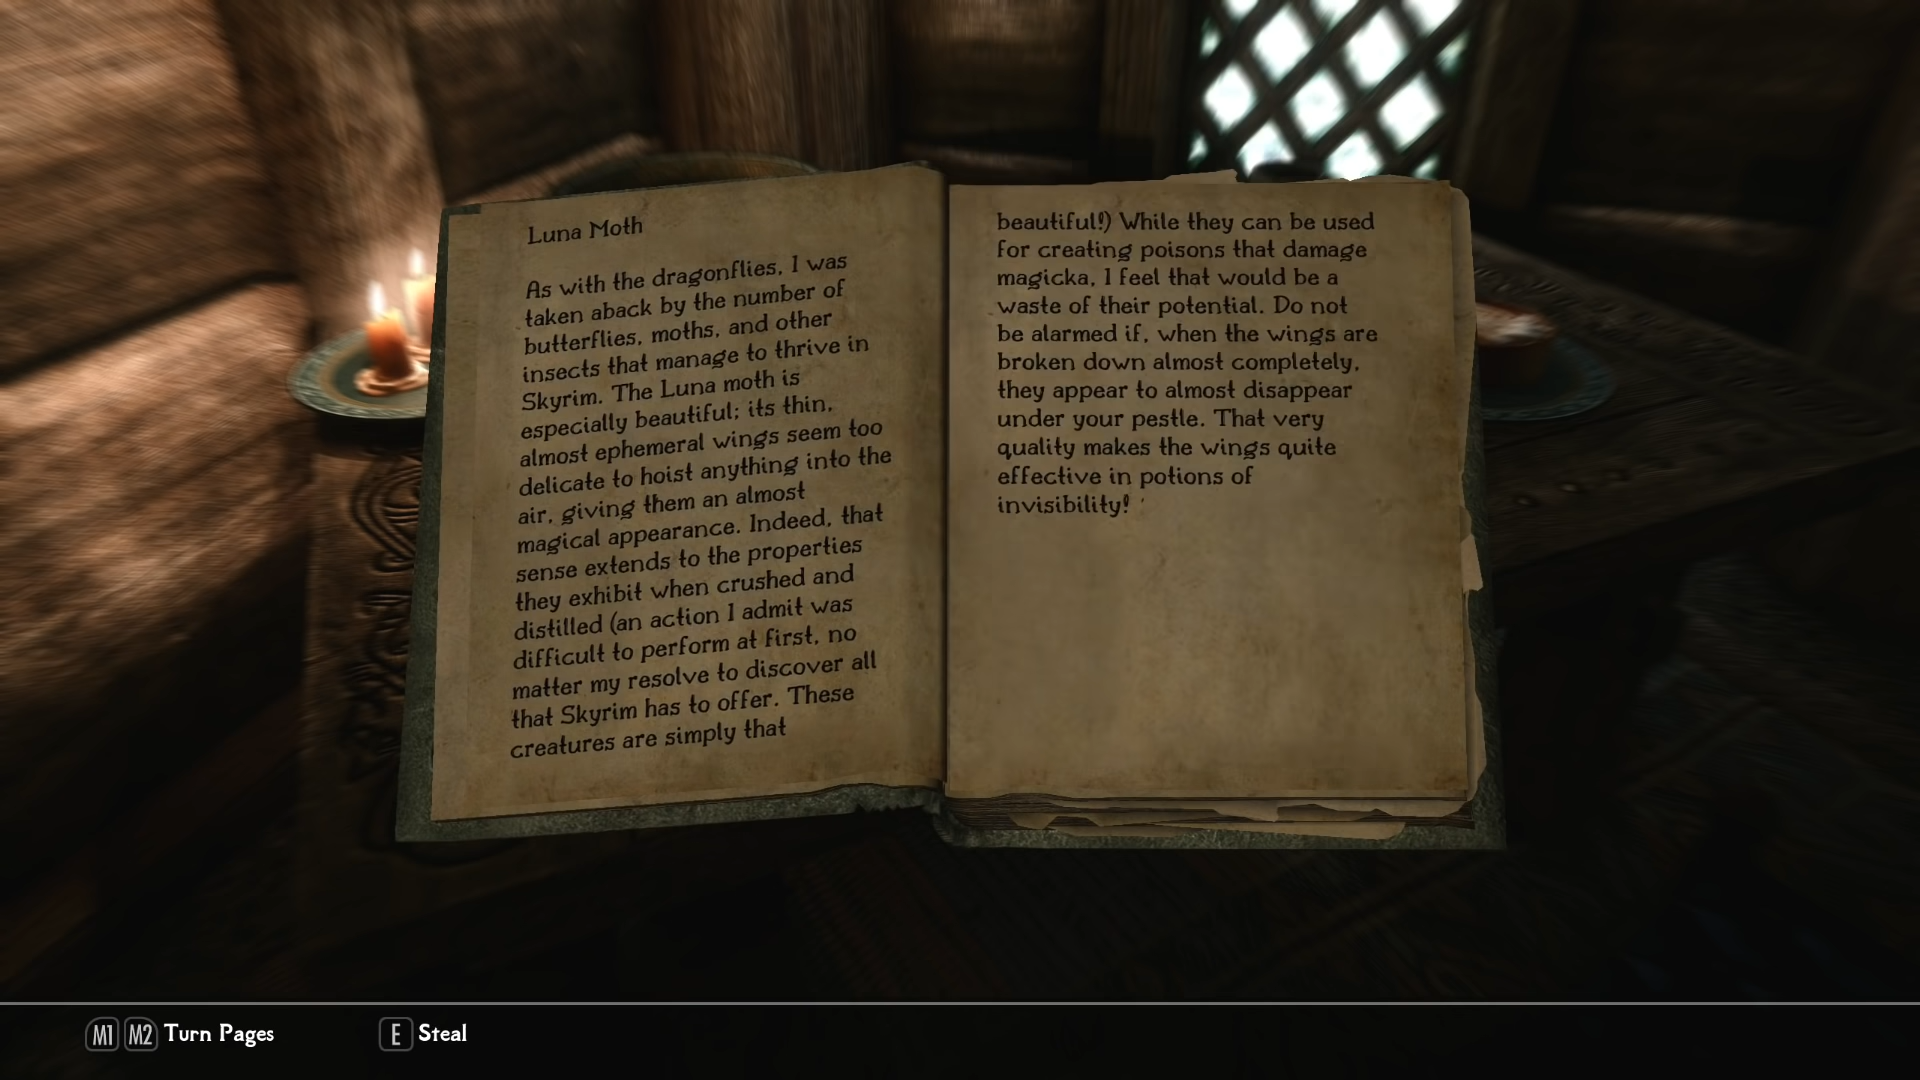 Luna Moth
As with the dragonflies, I was
taken aback by the number of
butterflies, moths, and other
insects that manage to thrive in
Skyrim. The Luna moth is
especially beautiful; its thin,
almost ephemeral wings seem too
delicate to hoist anything into the
air, giving them an almost
magical appearance. Indeed, that
sense extends to the properties
they exhibit when crushed and
distilled (an action I admit was
difficult to perform at first, no
matter my resolve to discover all
that Skyrim has to offer. These
creatures are simply that
beautiful!) While they can be used
for creating poisons that damage
magicka, I feel that would be a
waste of their potential. Do not
be alarmed if, when the wings are
broken down almost completely,
they appear to almost disappear
under your pestle. That very
quality makes the wings quite
effective in potions of
invisibility!
M1 M2 Turn Pages
E Steal